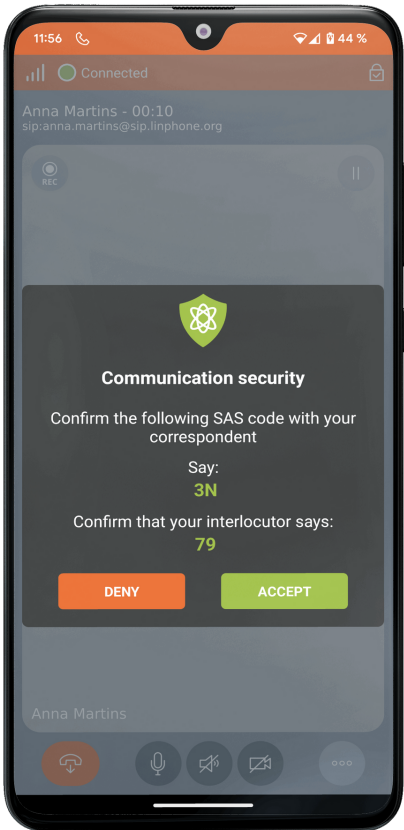 11:56 44 %
Connected
Anna Martins - 00:10
sip:anna.martins@sip.linphone.org
REC
Communication security
Confirm the following SAS code with your
correspondent
Say:
3N
Confirm that your interlocutor says:
79
DENY ACCEPT
Anna Martins